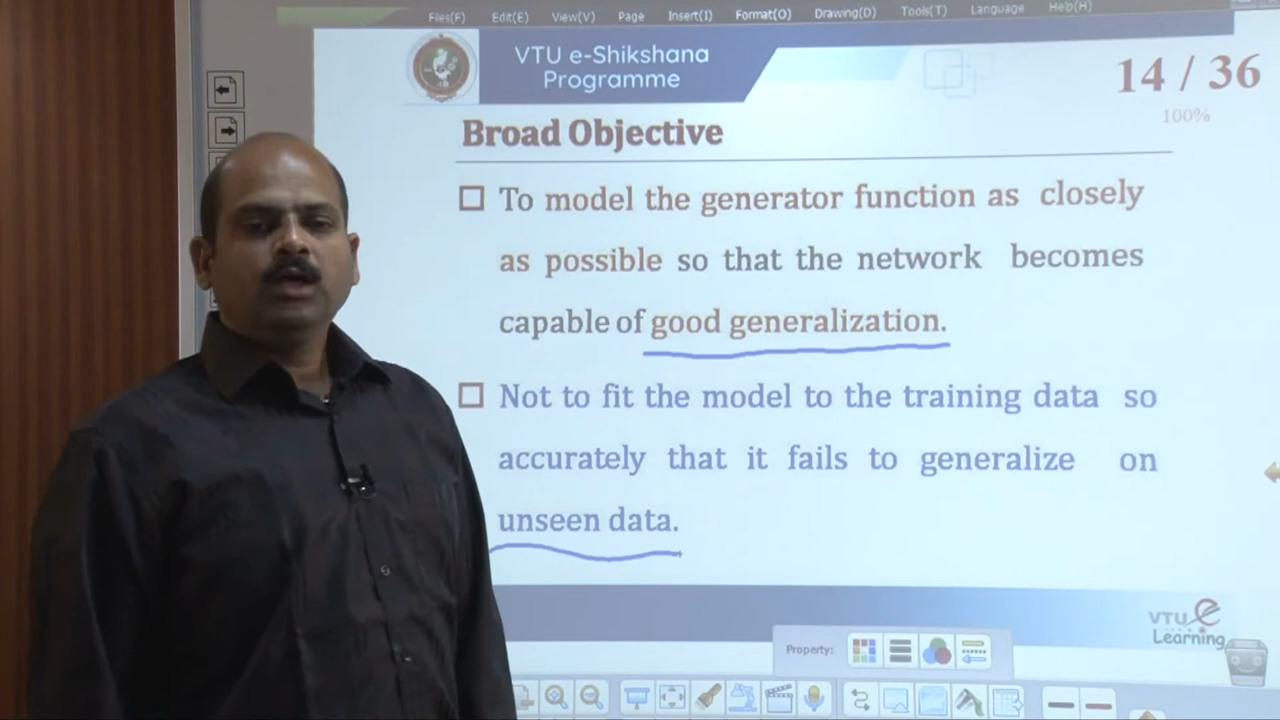 Files(F) Edit(E) View(V) Page Insert(I) Format(O) Drawing(D) Tools(T) Language Help(H)
VTU e-Shikshana
Programme
14 / 36
100%
Broad Objective
To model the generator function as closely
as possible so that the network becomes
capable of good generalization.
Not to fit the model to the training data so
accurately that it fails to generalize on
unseen data.
VTU e
Learning
Property: